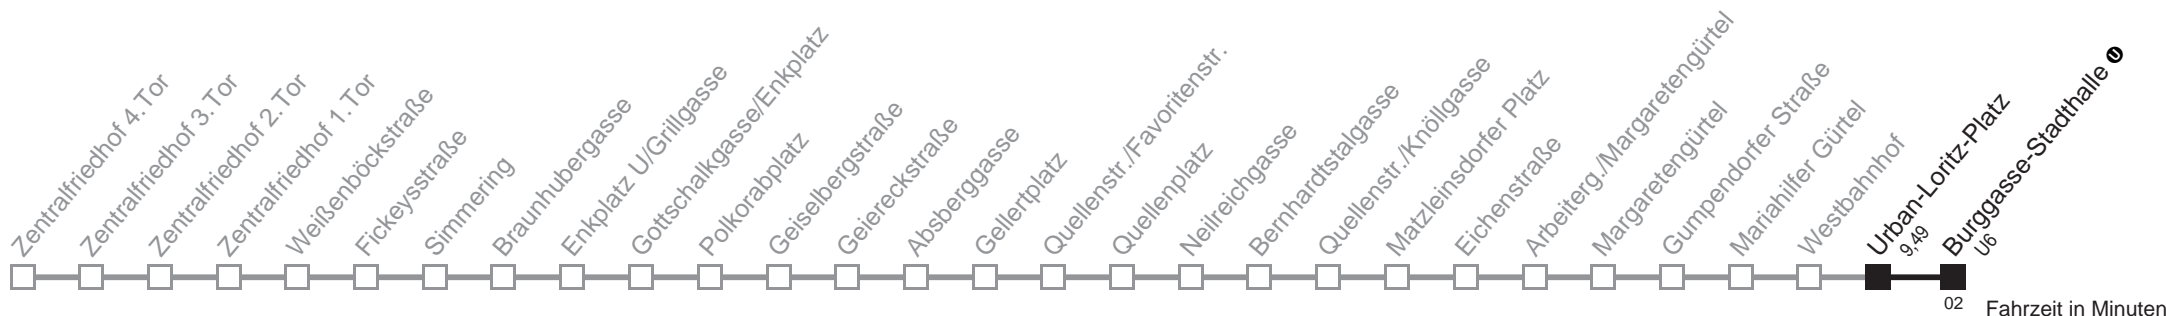 Zentralfriedhof 4.Tor
Zentralfriedhof 3.Tor
Zentralfriedhof 2.Tor
Zentralfriedhof 1.Tor
Weißenböckstraße
Fickeysstraße
Simmering
Braunhubergasse
Enkplatz U/Grillgasse
Gottschalkgasse/Enkplatz
Polkorabplatz
Geiselbergstraße
Geiereckstraße
Absberggasse
Gellertplatz
Quellenstr./Favoritenstr.
Quellenplatz
Neilreichgasse
Bernhardtstalgasse
Quellenstr./Knöllgasse
Matzleinsdorfer Platz
Eichenstraße
Arbeiterg./Margaretengürtel
Margaretengürtel
Gumpendorfer Straße
Mariahilfer Gürtel
Westbahnhof
Urban-Loritz-Platz
9,49
Burggasse-Stadthalle U
U6
02 Fahrzeit in Minuten